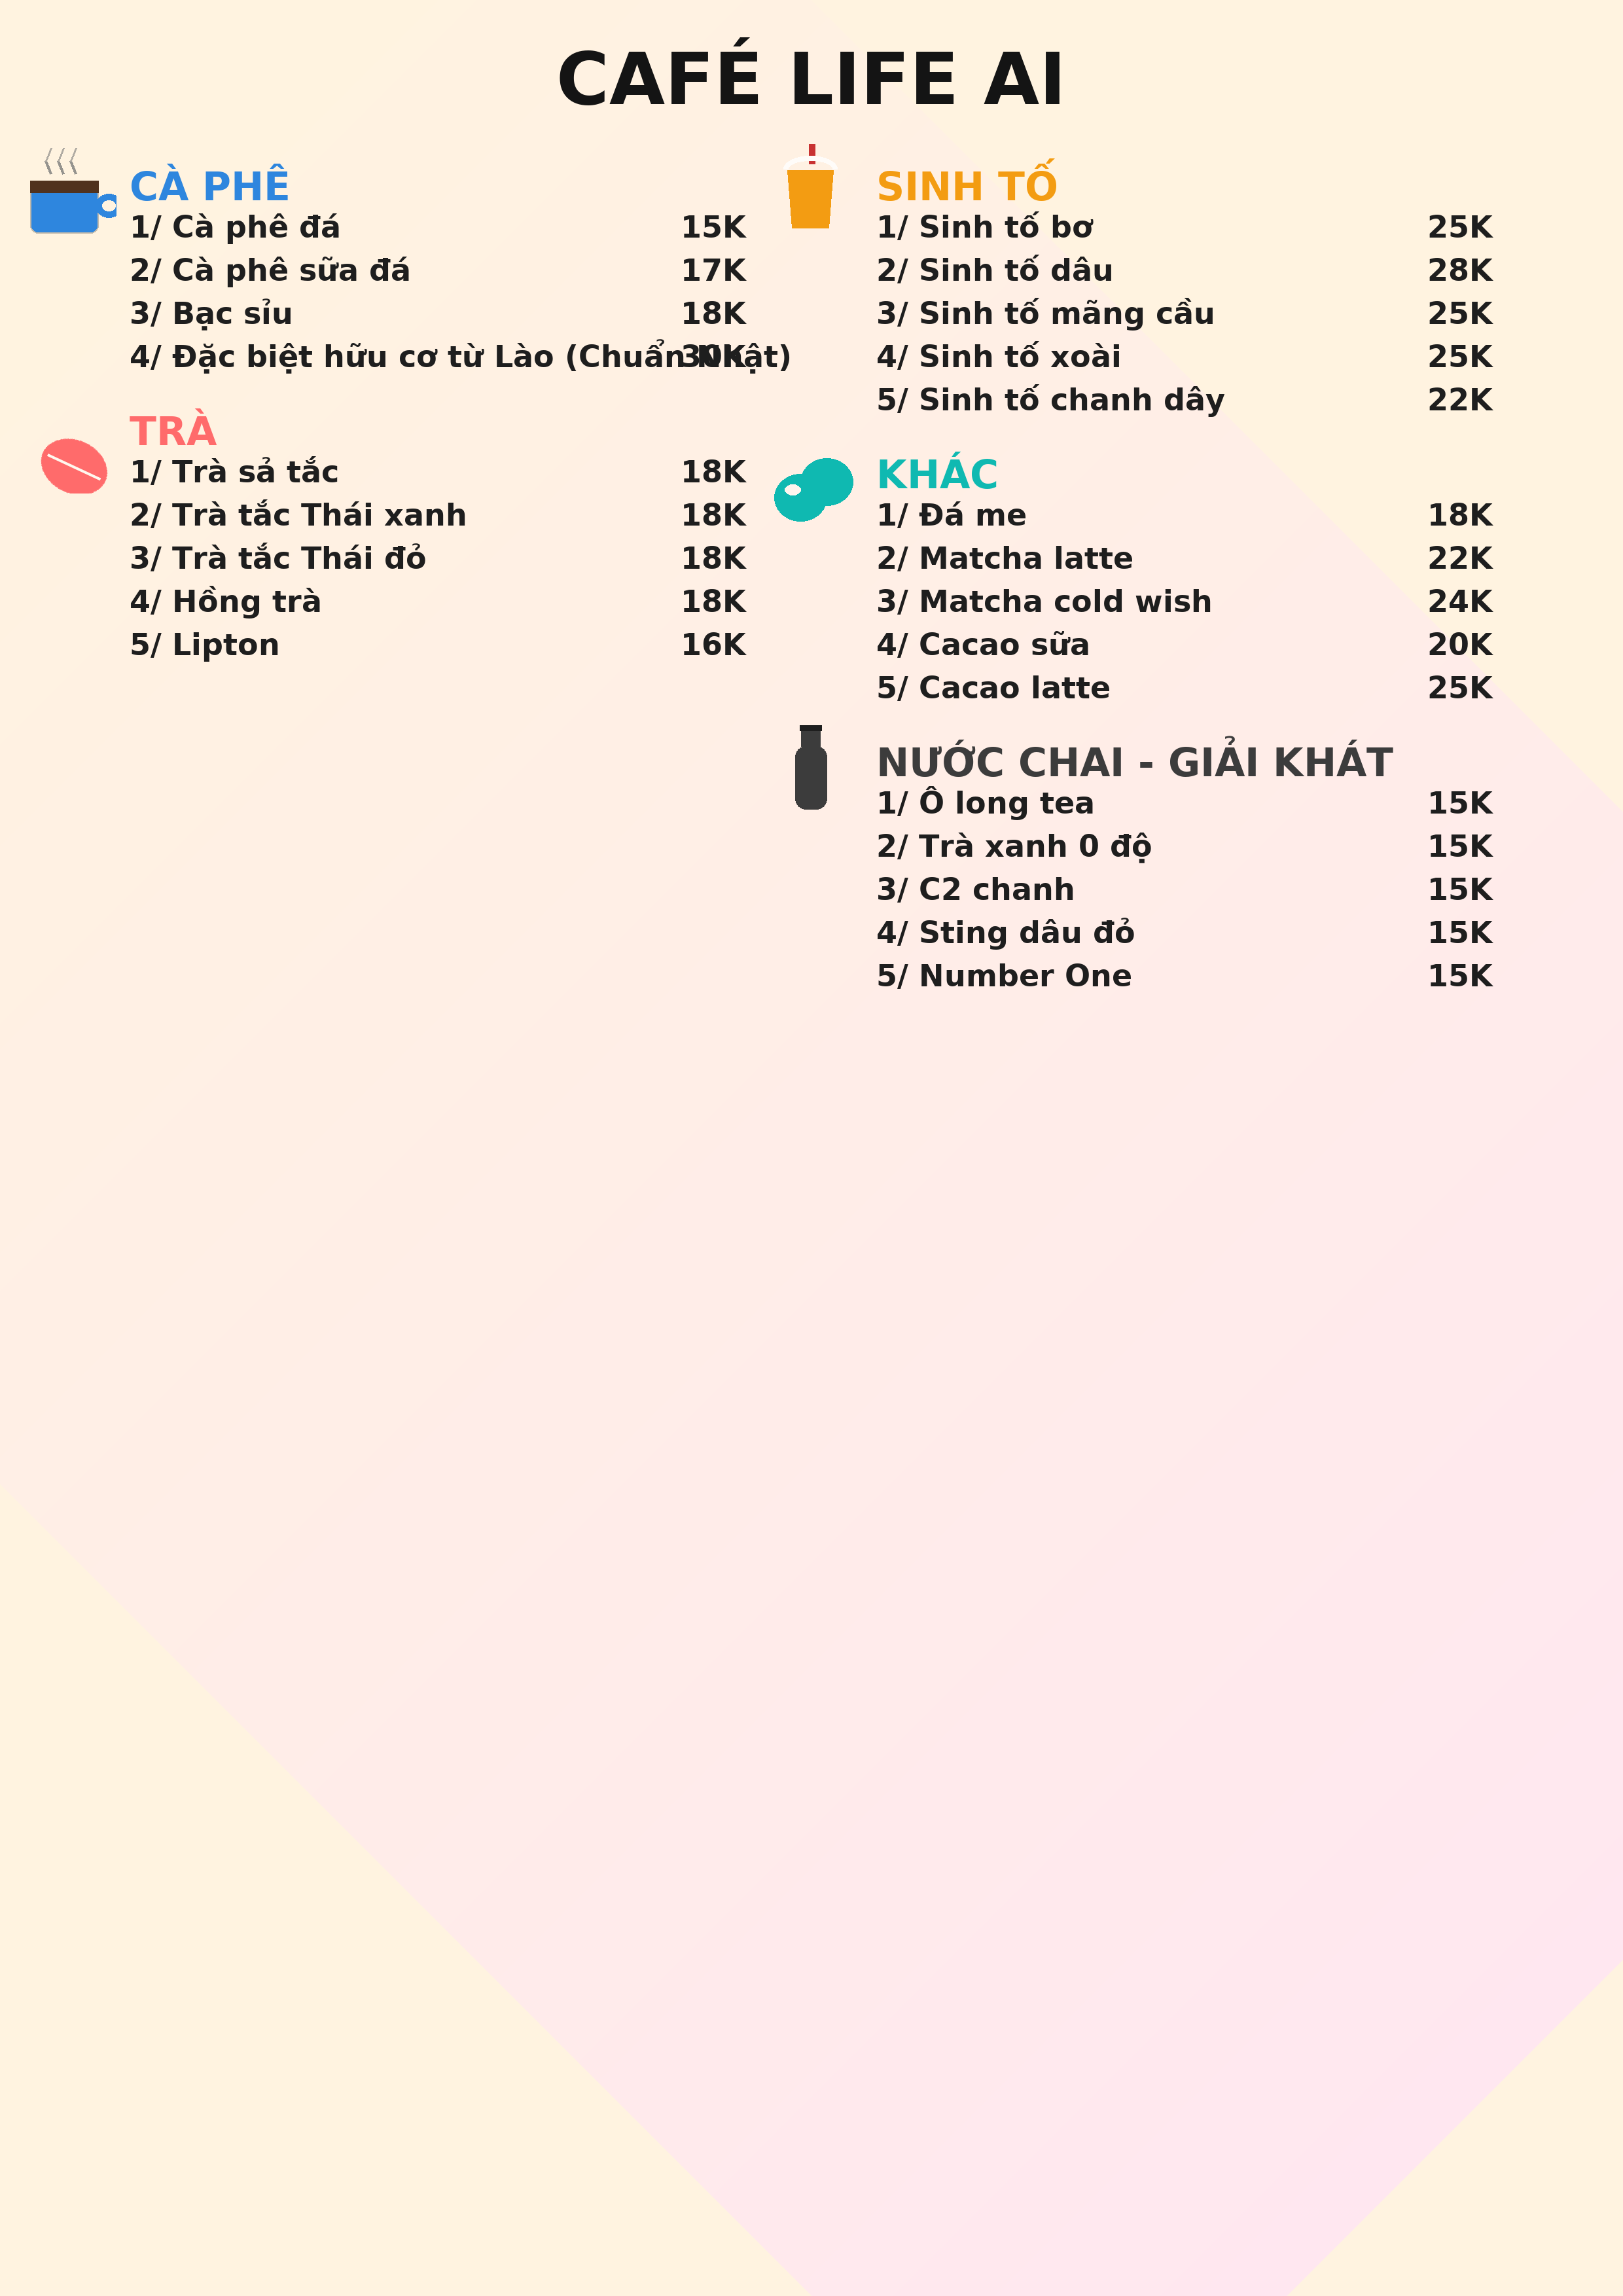 CAFÉ LIFE AI
CÀ PHÊ
1/ Cà phê đá 15K
2/ Cà phê sữa đá 17K
3/ Bạc sỉu 18K
4/ Đặc biệt hữu cơ từ Lào (Chuẩn Nhật) 30K
TRÀ
1/ Trà sả tắc 18K
2/ Trà tắc Thái xanh 18K
3/ Trà tắc Thái đỏ 18K
4/ Hồng trà 18K
5/ Lipton 16K
SINH TỐ
1/ Sinh tố bơ 25K
2/ Sinh tố dâu 28K
3/ Sinh tố mãng cầu 25K
4/ Sinh tố xoài 25K
5/ Sinh tố chanh dây 22K
KHÁC
1/ Đá me 18K
2/ Matcha latte 22K
3/ Matcha cold wish 24K
4/ Cacao sữa 20K
5/ Cacao latte 25K
NƯỚC CHAI - GIẢI KHÁT
1/ Ô long tea 15K
2/ Trà xanh 0 độ 15K
3/ C2 chanh 15K
4/ Sting dâu đỏ 15K
5/ Number One 15K